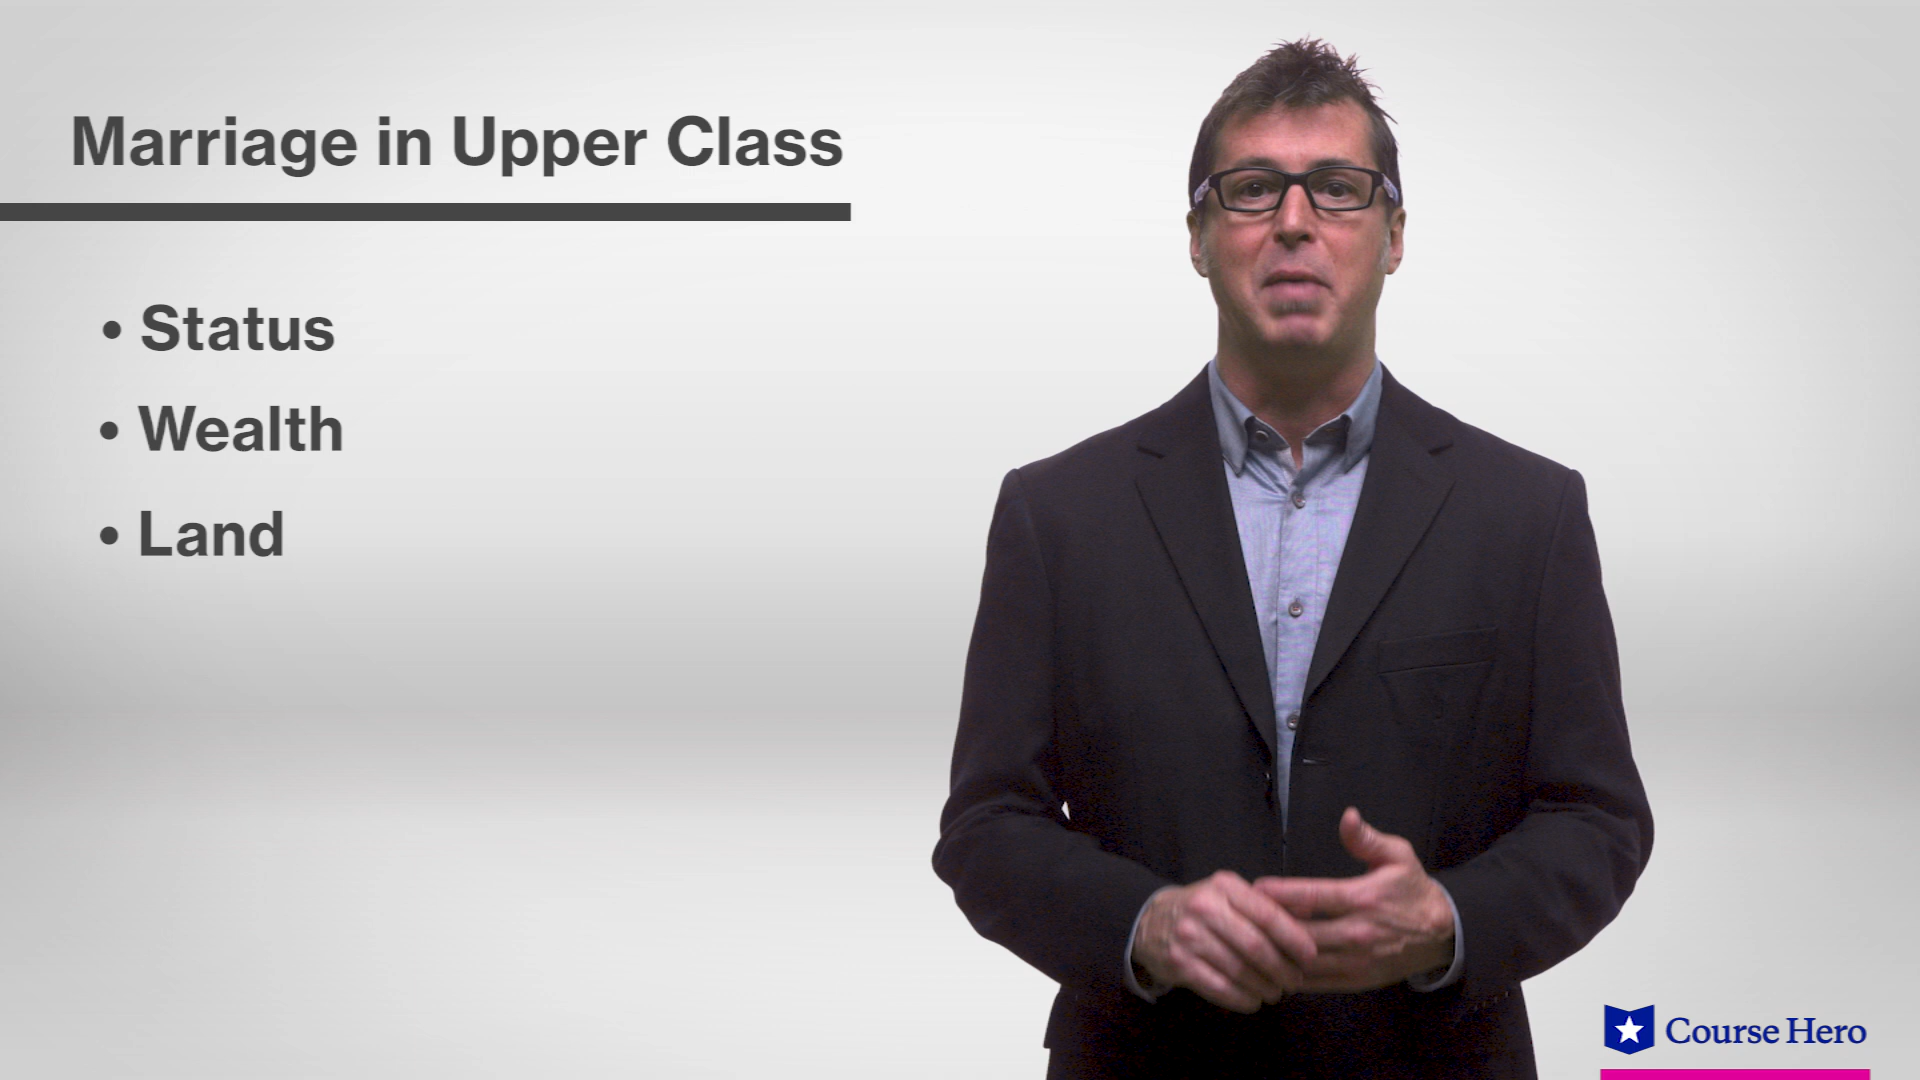 Marriage in Upper Class
• Status
• Wealth
• Land
Course Hero